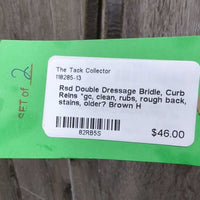 SET of 2
The Tack Collector
118285-13
Rsd Double Dressage Bridle, Curb
Reins *gc, clean, rubs, rough back,
stains, older? Brown H
82RB5S
$46.00